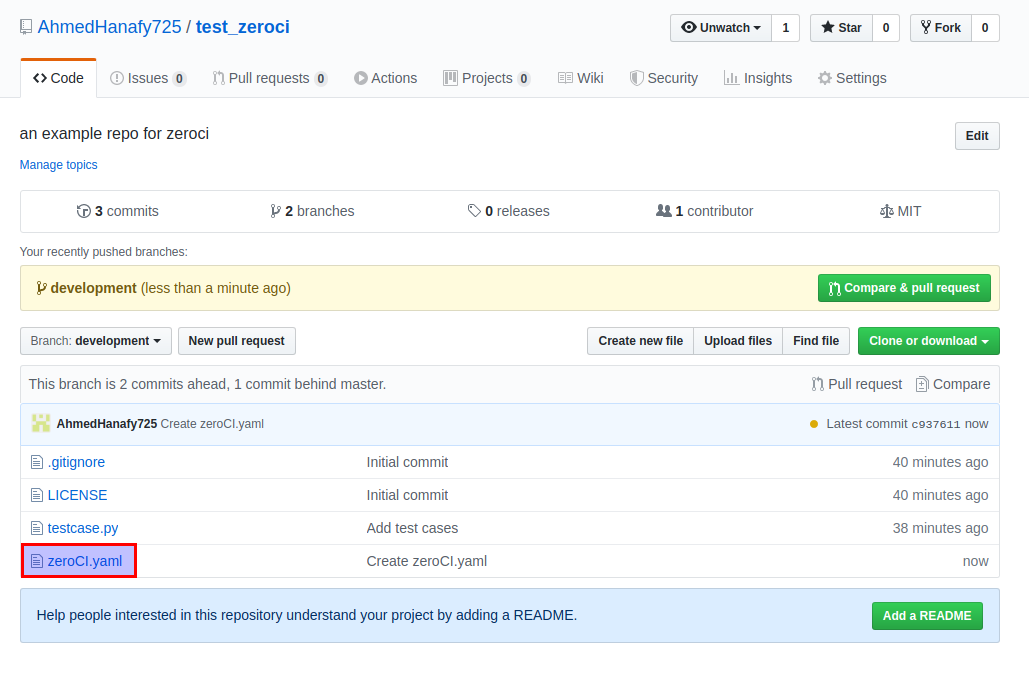 AhmedHanafy725 / test_zeroci
Unwatch 1 Star 0 Fork 0
Code Issues 0 Pull requests 0 Actions Projects 0 Wiki Security Insights Settings
an example repo for zeroci
Edit
Manage topics
3 commits 2 branches 0 releases 1 contributor MIT
Your recently pushed branches:
development (less than a minute ago) Compare & pull request
Branch: development New pull request Create new file Upload files Find file Clone or download
This branch is 2 commits ahead, 1 commit behind master. Pull request Compare
AhmedHanafy725 Create zeroCI.yaml Latest commit c937611 now
.gitignore Initial commit 40 minutes ago
LICENSE Initial commit 40 minutes ago
testcase.py Add test cases 38 minutes ago
zeroCI.yaml Create zeroCI.yaml now
Help people interested in this repository understand your project by adding a README. Add a README